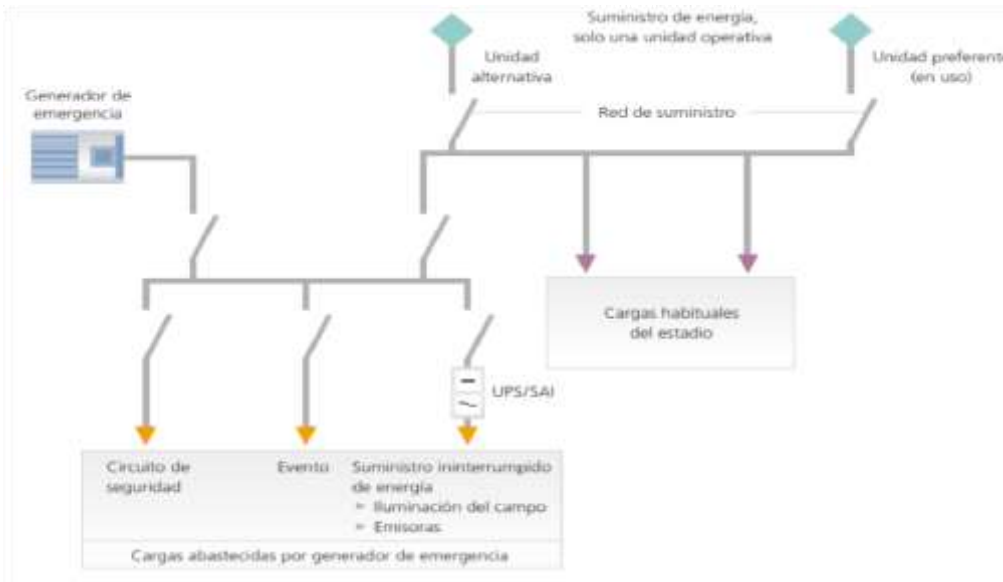 Suministro de energía,
solo una unidad operativa
Unidad
alternativa
Unidad preferente
(en uso)
Generador de
emergencia
Red de suministro
Cargas habituales
del estadio
UPS/SAI
Circuito de
seguridad
Evento
Suministro ininterrumpido
de energía
➢ Iluminación del campo
➢ Emisoras
Cargas abastecidas por generador de emergencia